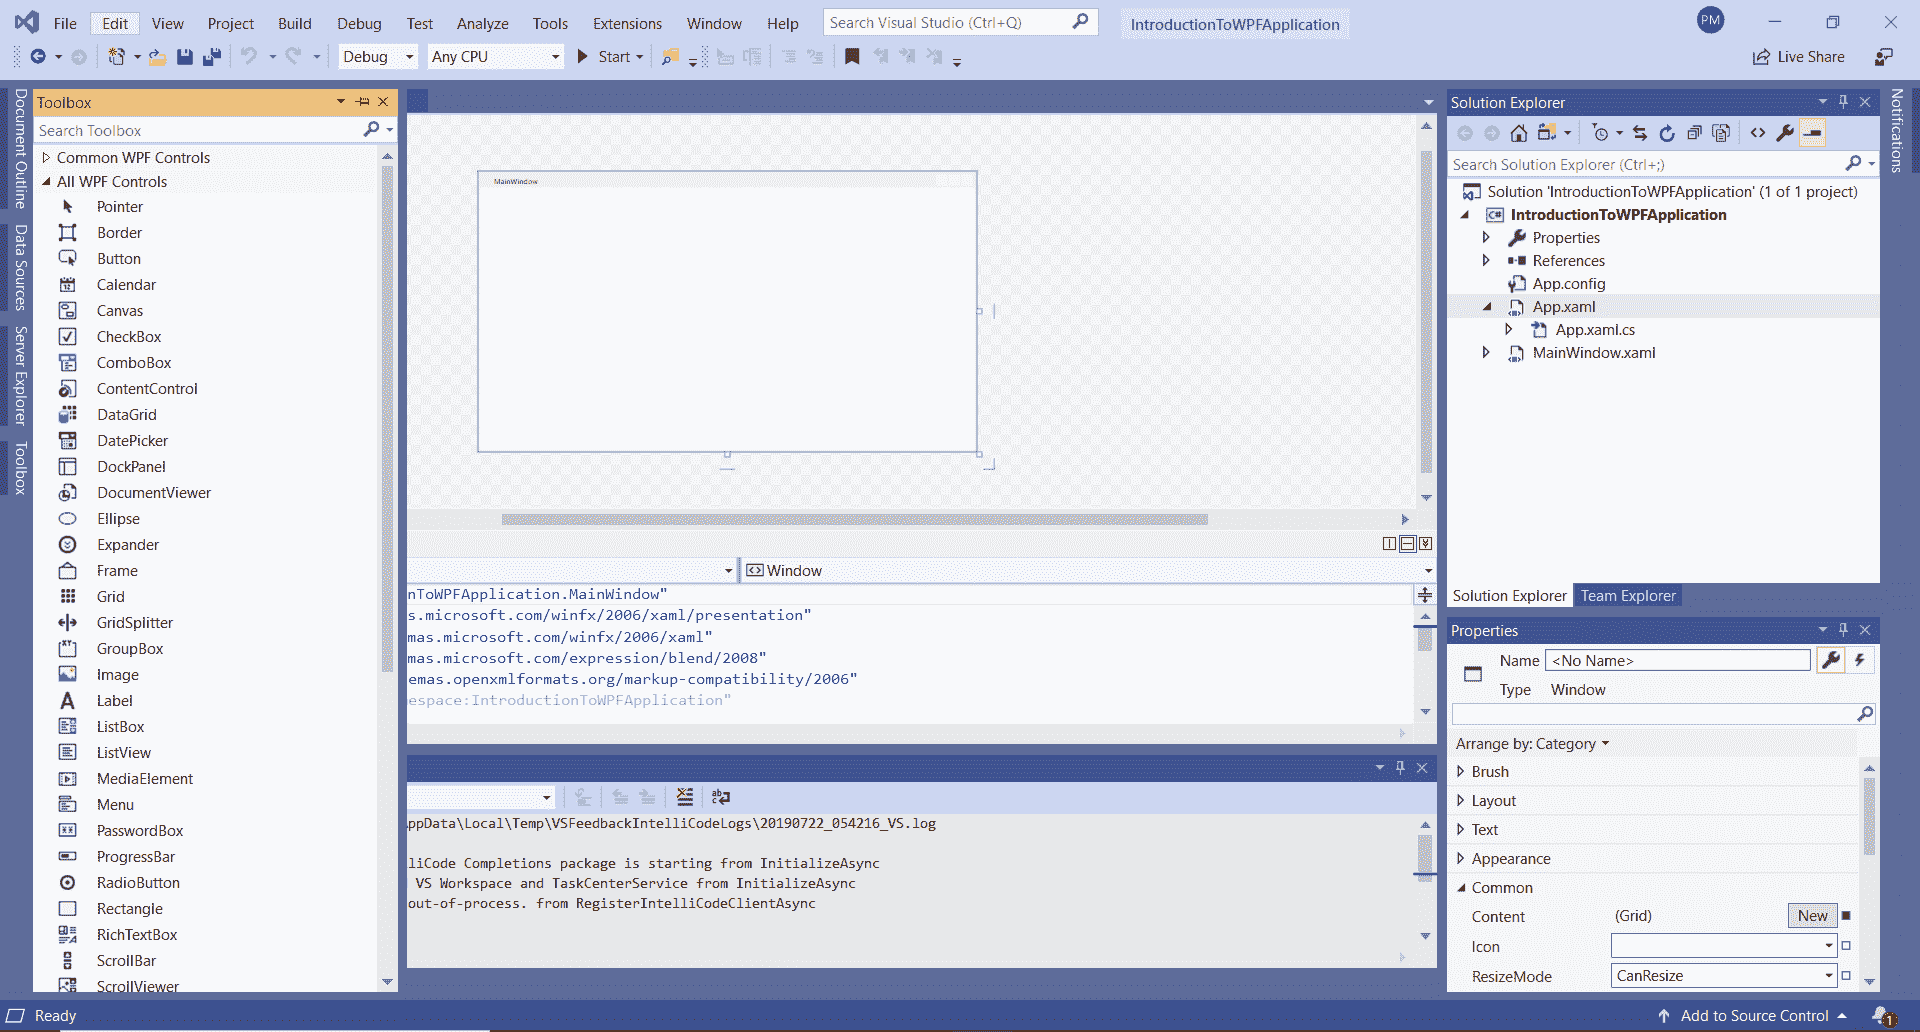 File Edit View Project Build Debug Test Analyze Tools Extensions Window Help Search Visual Studio (Ctrl+Q) IntroductionToWPFApplication PM
Debug Any CPU Start Live Share
Document Outline
Data Sources
Server Explorer
Toolbox
Toolbox
Search Toolbox
Common WPF Controls
All WPF Controls
Pointer
Border
Button
Calendar
Canvas
CheckBox
ComboBox
ContentControl
DataGrid
DatePicker
DockPanel
DocumentViewer
Ellipse
Expander
Frame
Grid
GridSplitter
GroupBox
Image
Label
ListBox
ListView
MediaElement
Menu
PasswordBox
ProgressBar
RadioButton
Rectangle
RichTextBox
ScrollBar
ScrollViewer
MainWindow
Window
nToWPFApplication.MainWindow"
s.microsoft.com/winfx/2006/xaml/presentation"
mas.microsoft.com/winfx/2006/xaml"
mas.microsoft.com/expression/blend/2008"
emas.openxmlformats.org/markup-compatibility/2006"
espace:IntroductionToWPFApplication"
ppData\Local\Temp\VSFeedbackIntelliCodeLogs\20190722_054216_VS.log
liCode Completions package is starting from InitializeAsync
VS Workspace and TaskCenterService from InitializeAsync
out-of-process. from RegisterIntelliCodeClientAsync
Solution Explorer
Search Solution Explorer (Ctrl+;)
Solution 'IntroductionToWPFApplication' (1 of 1 project)
C# IntroductionToWPFApplication
Properties
References
App.config
App.xaml
App.xaml.cs
MainWindow.xaml
Solution Explorer Team Explorer
Properties
Name <No Name>
Type Window
Arrange by: Category
Brush
Layout
Text
Appearance
Common
Content (Grid) New
Icon
ResizeMode CanResize
Notifications
Ready Add to Source Control 1